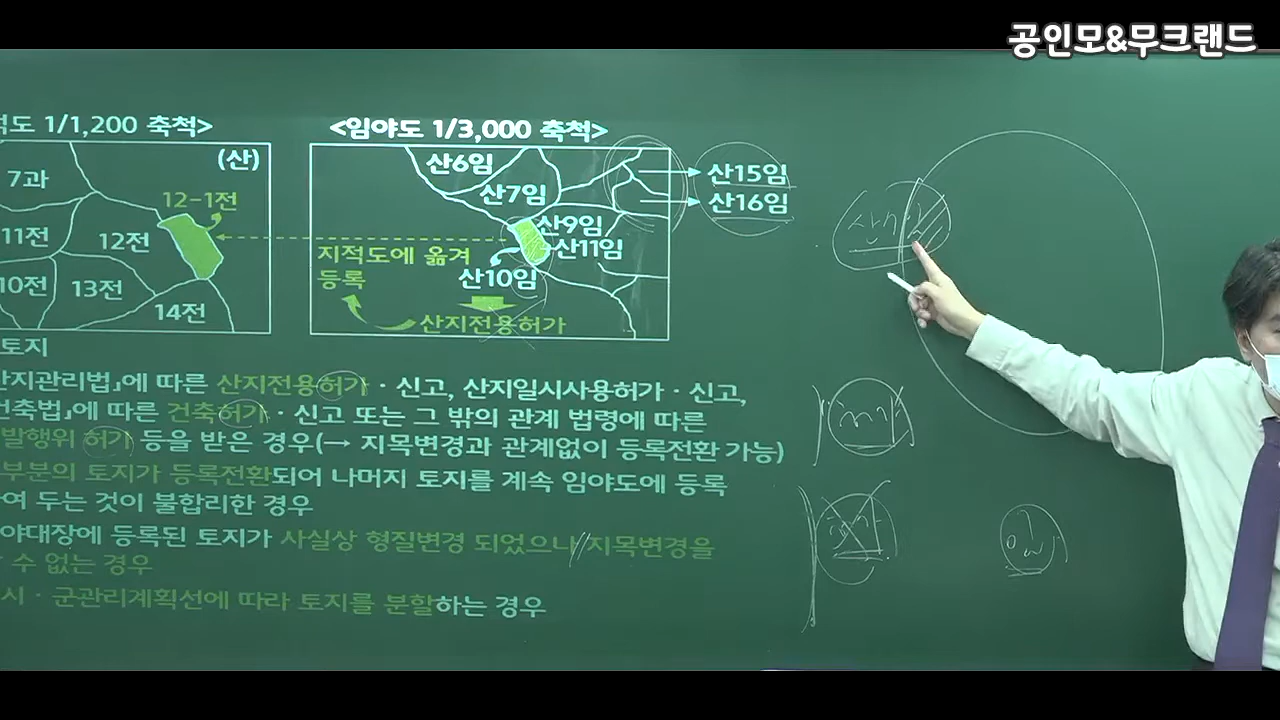 공인모&무크랜드
적도 1/1,200 축척>
<임야도 1/3,000 축척>
(산)
7과
12-1전
11전
12전
10전
13전
14전
산6임
산7임
산9임
산11임
산10임
산15임
산16임
지적도에 옮겨
등록
산지전용허가
토지
산지관리법」에 따른 산지전용허가 · 신고, 산지일시사용허가 · 신고,
건축법」에 따른 건축허가 · 신고 또는 그 밖의 관계 법령에 따른
발행위 허가 등을 받은 경우(→ 지목변경과 관계없이 등록전환 가능)
부분의 토지가 등록전환되어 나머지 토지를 계속 임야도에 등록
여 두는 것이 불합리한 경우
야대장에 등록된 토지가 사실상 형질변경 되었으나 지목변경을
수 없는 경우
시 · 군관리계획선에 따라 토지를 분할하는 경우